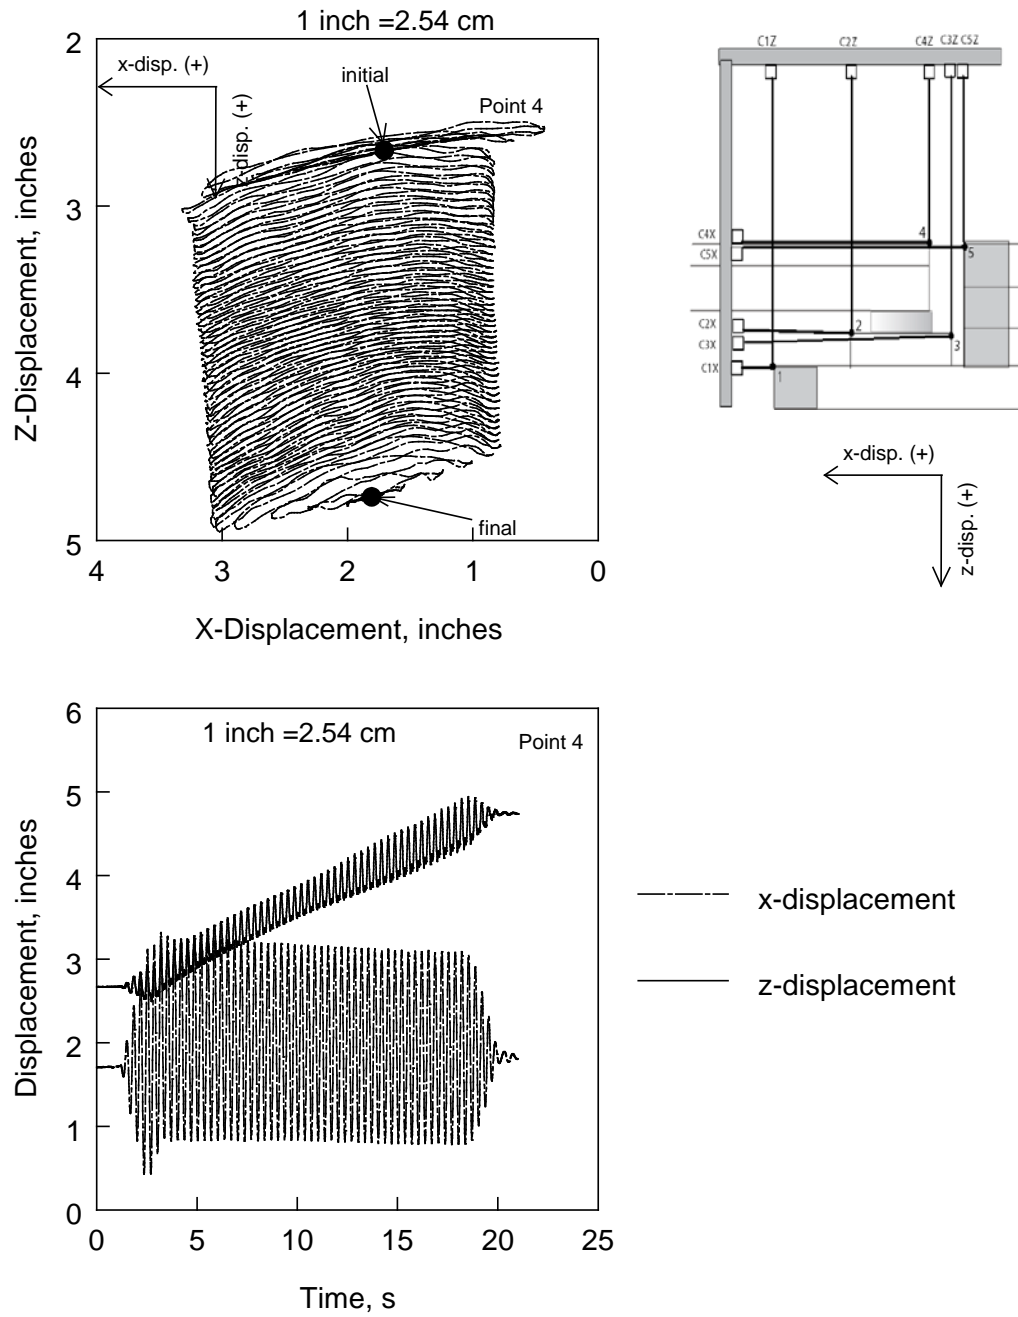 1 inch =2.54 cm
2
3
4
5
Z-Displacement, inches
x-disp. (+)
z-disp. (+)
initial
Point 4
final
4 3 2 1 0
X-Displacement, inches
C1Z C2Z C4Z C3Z C5Z
C4X
C5X
C2X
C3X
C1X
4
5
2
3
1
x-disp. (+)
z-disp. (+)
1 inch =2.54 cm
Point 4
6
5
4
3
2
1
0
Displacement, inches
0 5 10 15 20 25
Time, s
x-displacement
z-displacement